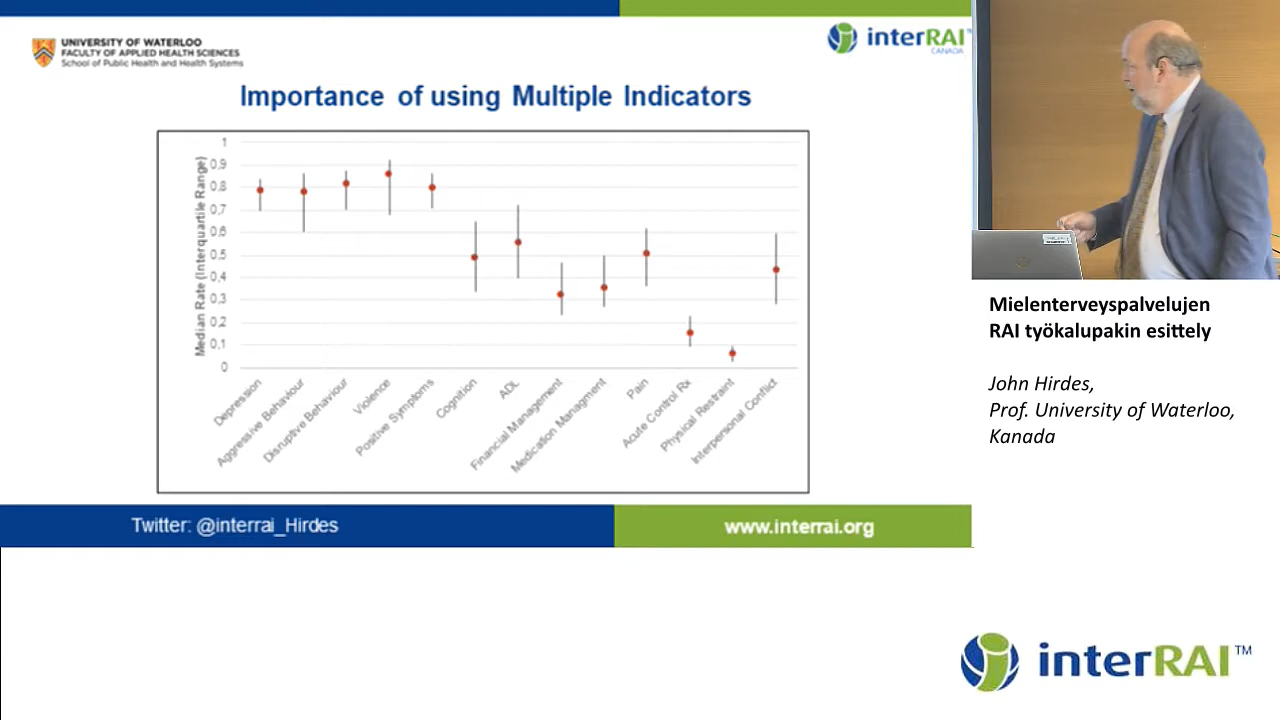 UNIVERSITY OF WATERLOO
FACULTY OF APPLIED HEALTH SCIENCES
School of Public Health and Health Systems
interRAI™
CANADA
Importance of using Multiple Indicators
Median Rate (Interquartile Range)
1
0,9
0,8
0,7
0,6
0,5
0,4
0,3
0,2
0,1
0
Depression
Aggressive Behaviour
Disruptive Behaviour
Violence
Positive Symptoms
Cognition
ADL
Financial Management
Medication Managment
Pain
Acute Control Rx
Physical Restraint
Interpersonal Conflict
Twitter: @interrai_Hirdes
www.interrai.org
Mielenterveyspalvelujen
RAI työkalupakin esittely
John Hirdes,
Prof. University of Waterloo,
Kanada
interRAI™